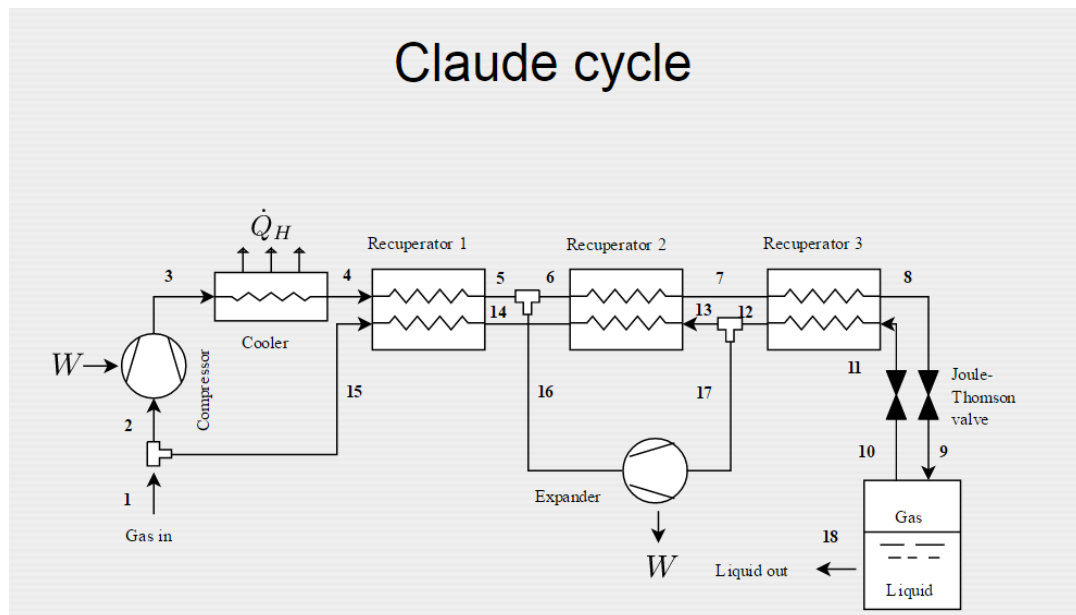 Claude cycle
Q̇_H
Recuperator 1
Recuperator 2
Recuperator 3
3
4
5
6
7
8
Cooler
14
13
12
W
Compressor
11
Joule-
Thomson
valve
15
16
17
2
10
9
1
Expander
Gas
Gas in
18
W
Liquid out
Liquid